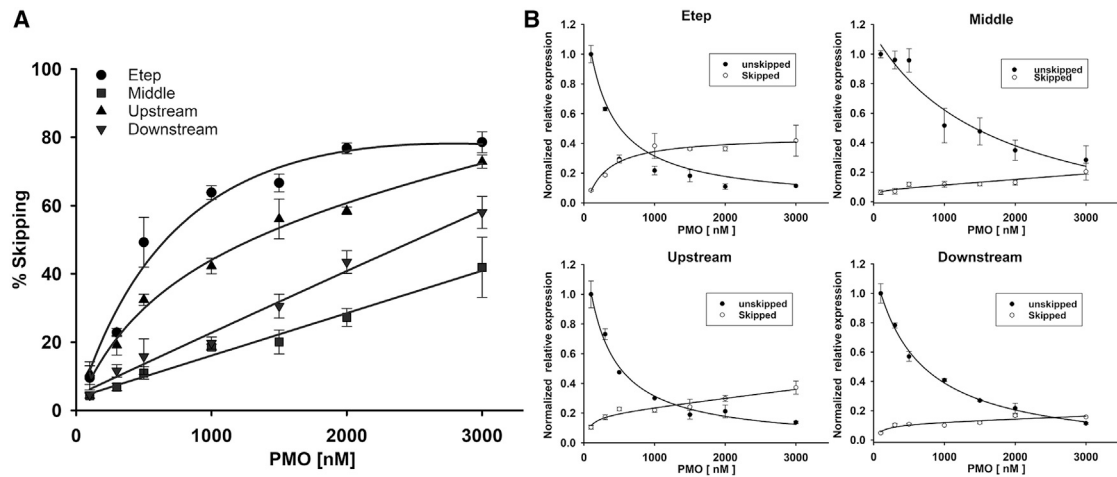 A
% Skipping
100
80
60
40
20
0
Etep
Middle
Upstream
Downstream
0 1000 2000 3000
PMO [nM]
B
Etep
Normalized relative expression
1.2
1.0
0.8
0.6
0.4
0.2
0.0
unskipped
Skipped
0 1000 2000 3000
PMO [ nM ]
Middle
Normalized relative expression
1.2
1.0
0.8
0.6
0.4
0.2
0.0
unskipped
Skipped
0 1000 2000 3000
PMO [ nM ]
Upstream
Normalized relative expression
1.2
1.0
0.8
0.6
0.4
0.2
0.0
unskipped
Skipped
0 1000 2000 3000
PMO [ nM ]
Downstream
Normalized relative expression
1.2
1.0
0.8
0.6
0.4
0.2
0.0
unskipped
Skipped
0 1000 2000 3000
PMO [ nM ]